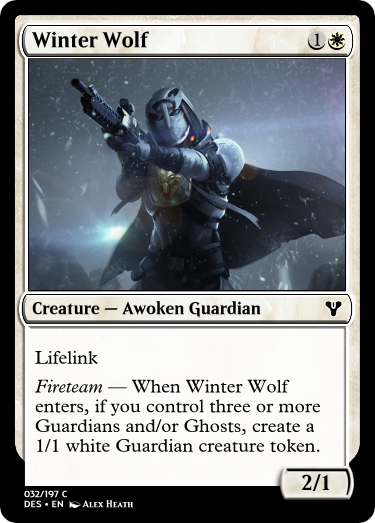 Winter Wolf 1
Creature — Awoken Guardian
Lifelink
Fireteam — When Winter Wolf
enters, if you control three or more
Guardians and/or Ghosts, create a
1/1 white Guardian creature token.
2/1
032/197 C
DES • EN Alex Heath